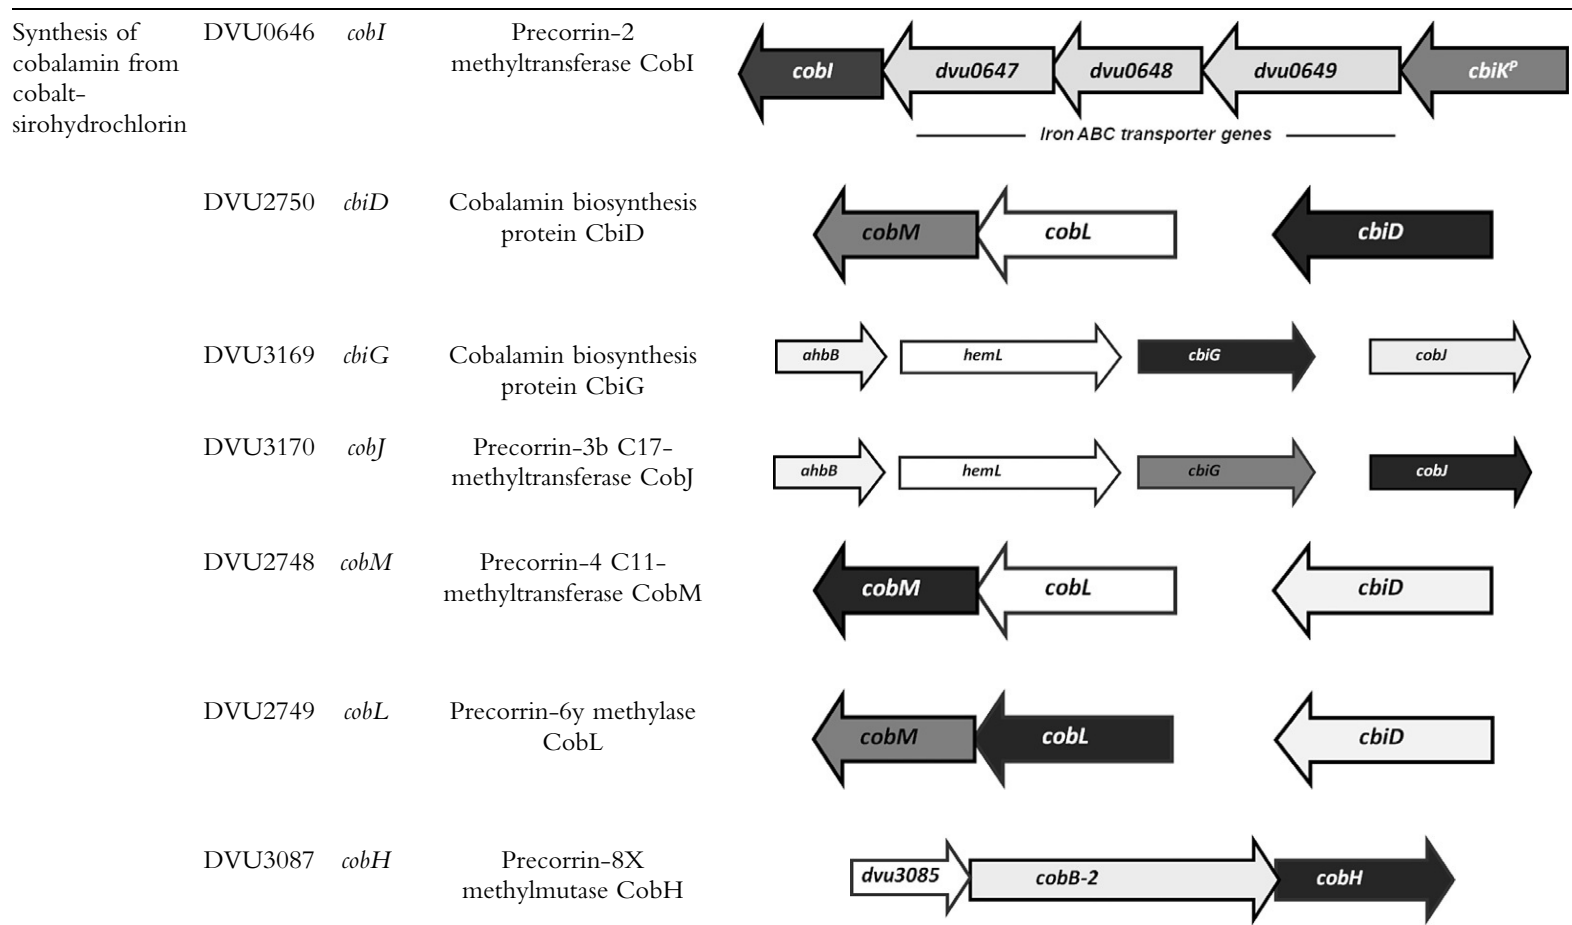 Synthesis of
cobalamin from
cobalt-
sirohydrochlorin
DVU0646 cobI Precorrin-2
methyltransferase CobI
cobI dvu0647 dvu0648 dvu0649 cbiKᴾ
Iron ABC transporter genes
DVU2750 cbiD Cobalamin biosynthesis
protein CbiD
cobM cobL cbiD
DVU3169 cbiG Cobalamin biosynthesis
protein CbiG
ahbB hemL cbiG cobJ
DVU3170 cobJ Precorrin-3b C17-
methyltransferase CobJ
ahbB hemL cbiG cobJ
DVU2748 cobM Precorrin-4 C11-
methyltransferase CobM
cobM cobL cbiD
DVU2749 cobL Precorrin-6y methylase
CobL
cobM cobL cbiD
DVU3087 cobH Precorrin-8X
methylmutase CobH
dvu3085 cobB-2 cobH